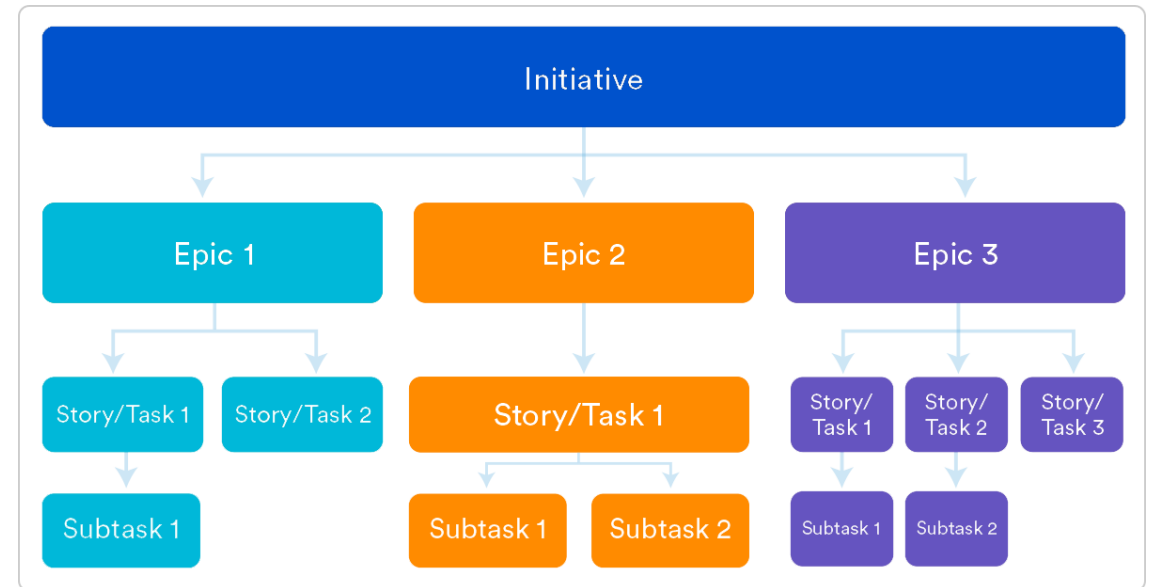 Initiative
Epic 1
Epic 2
Epic 3
Story/Task 1
Story/Task 2
Story/Task 1
Story/
Task 1
Story/
Task 2
Story/
Task 3
Subtask 1
Subtask 1
Subtask 2
Subtask 1
Subtask 2